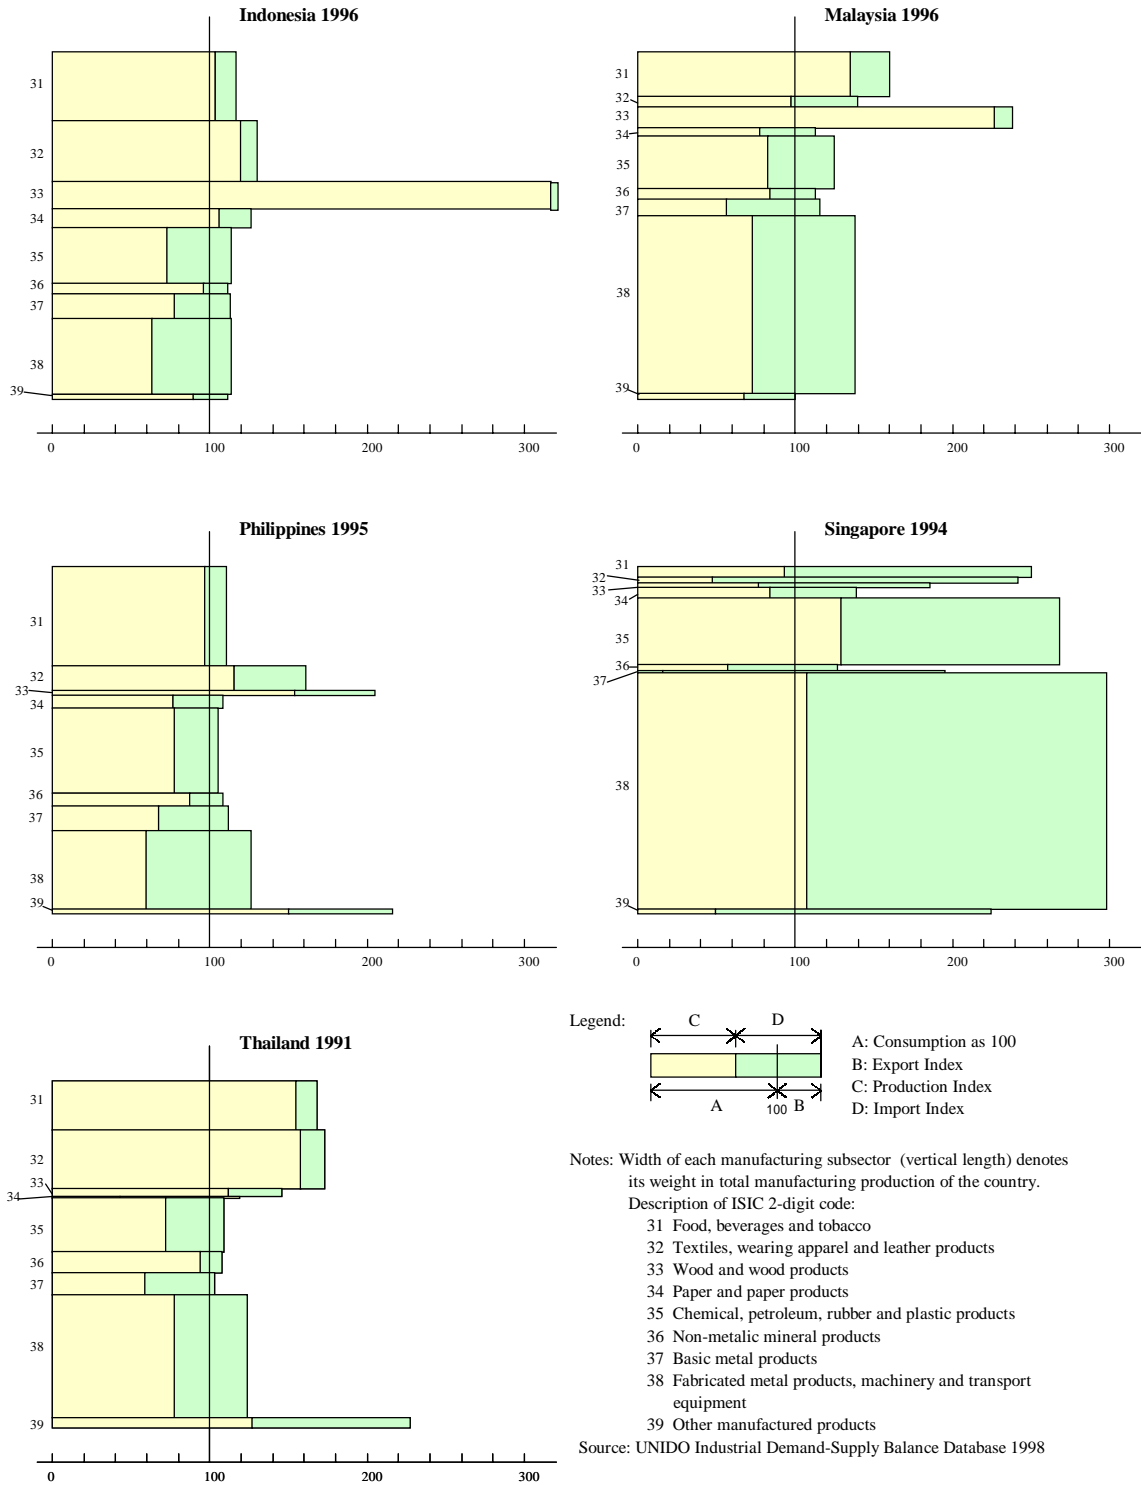 Indonesia 1996
31
32
33
34
35
36
37
38
39
0 100 200 300
Malaysia 1996
31
32
33
34
35
36
37
38
39
0 100 200 300
Philippines 1995
31
32
33
34
35
36
37
38
39
0 100 200 300
Singapore 1994
31
32
33
34
35
36
37
38
39
0 100 200 300
Thailand 1991
31
32
33
34
35
36
37
38
39
0 100 200 300
Legend:
C D
A 100 B
A: Consumption as 100
B: Export Index
C: Production Index
D: Import Index
Notes: Width of each manufacturing subsector (vertical length) denotes
its weight in total manufacturing production of the country.
Description of ISIC 2-digit code:
31 Food, beverages and tobacco
32 Textiles, wearing apparel and leather products
33 Wood and wood products
34 Paper and paper products
35 Chemical, petroleum, rubber and plastic products
36 Non-metalic mineral products
37 Basic metal products
38 Fabricated metal products, machinery and transport
equipment
39 Other manufactured products
Source: UNIDO Industrial Demand-Supply Balance Database 1998